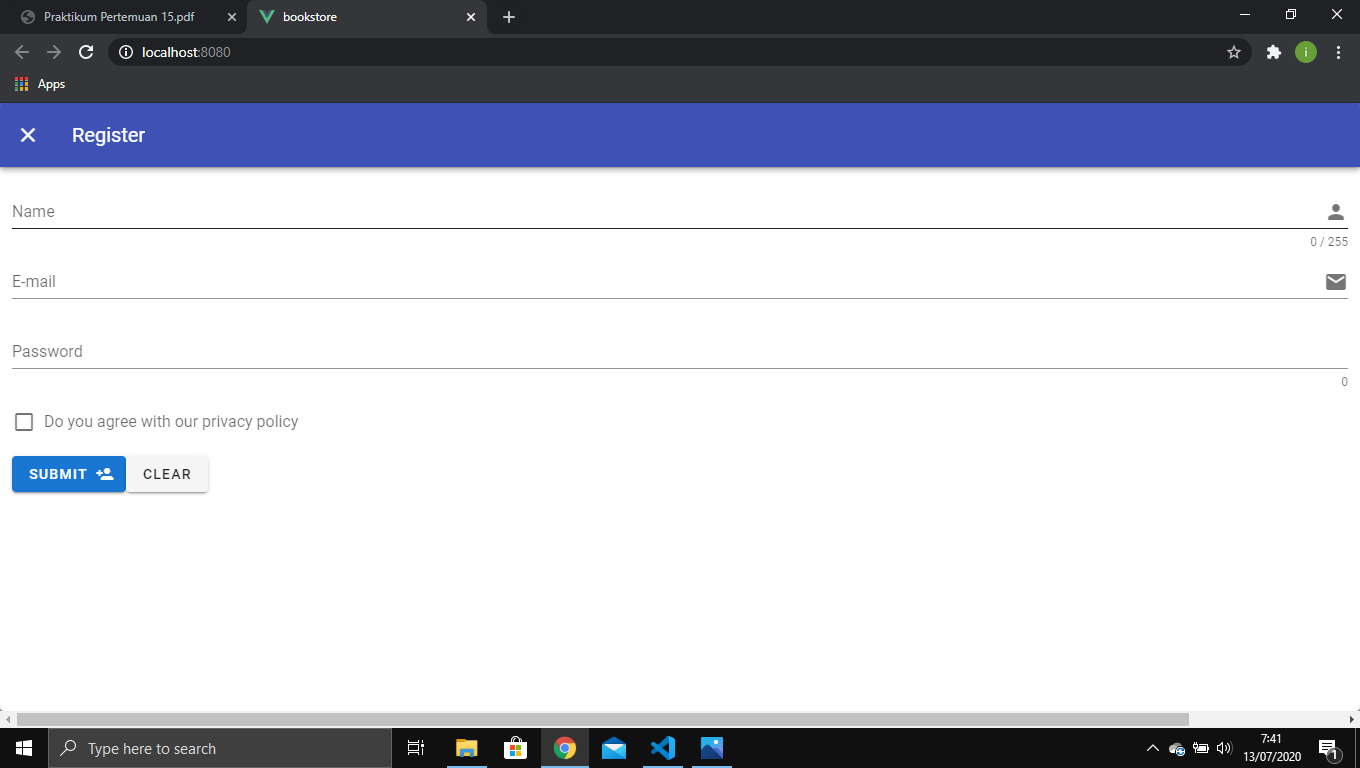 Praktikum Pertemuan 15.pdf
bookstore
localhost:8080
i
Apps
Register
Name
0 / 255
E-mail
Password
0
Do you agree with our privacy policy
SUBMIT CLEAR
Type here to search
7:41
13/07/2020
1